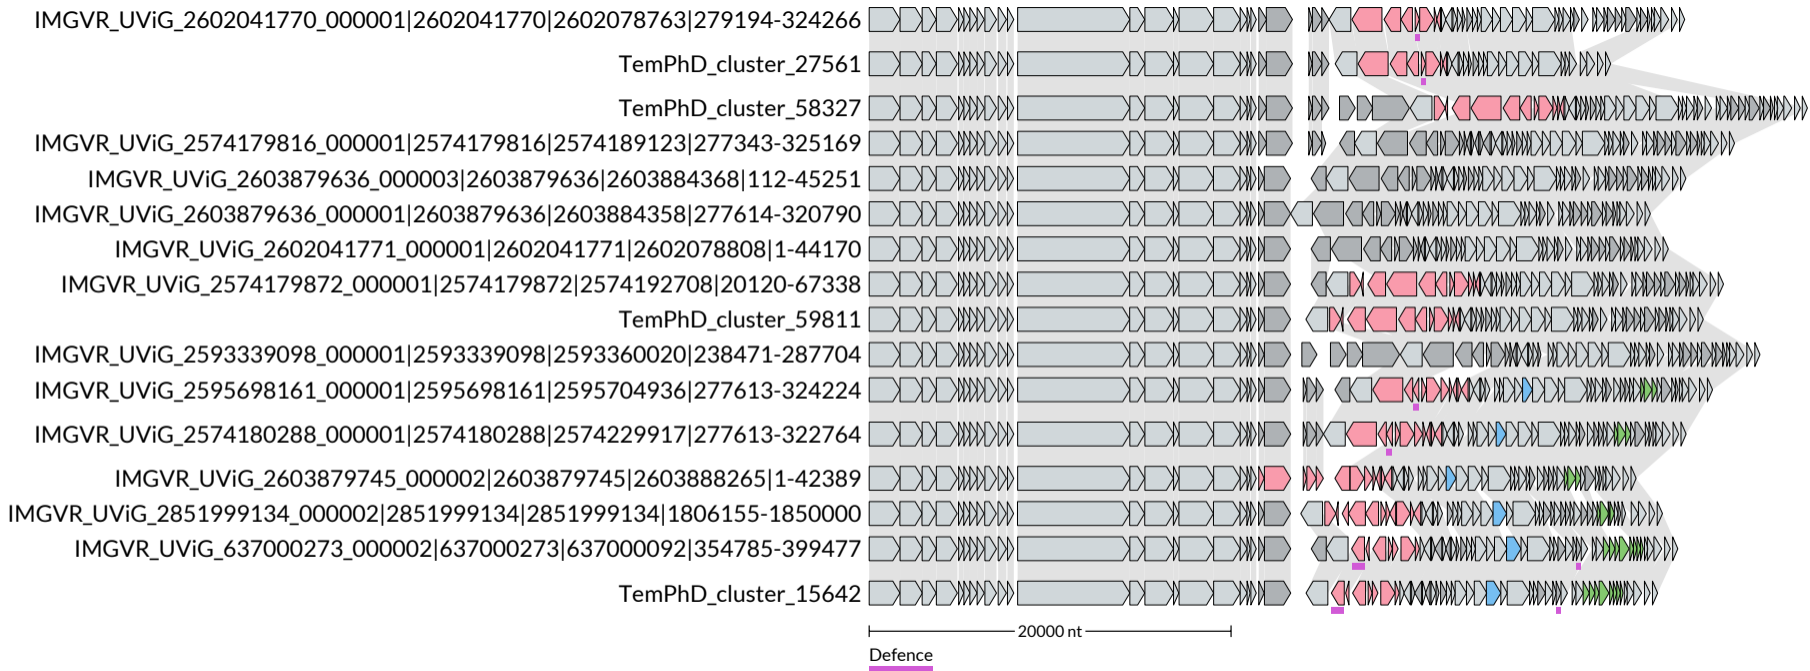 IMGVR_UViG_2602041770_000001|2602041770|2602078763|279194-324266
TemPhD_cluster_27561
TemPhD_cluster_58327
IMGVR_UViG_2574179816_000001|2574179816|2574189123|277343-325169
IMGVR_UViG_2603879636_000003|2603879636|2603884368|112-45251
IMGVR_UViG_2603879636_000001|2603879636|2603884358|277614-320790
IMGVR_UViG_2602041771_000001|2602041771|2602078808|1-44170
IMGVR_UViG_2574179872_000001|2574179872|2574192708|20120-67338
TemPhD_cluster_59811
IMGVR_UViG_2593339098_000001|2593339098|2593360020|238471-287704
IMGVR_UViG_2595698161_000001|2595698161|2595704936|277613-324224
IMGVR_UViG_2574180288_000001|2574180288|2574229917|277613-322764
IMGVR_UViG_2603879745_000002|2603879745|2603888265|1-42389
IMGVR_UViG_2851999134_000002|2851999134|2851999134|1806155-1850000
IMGVR_UViG_637000273_000002|637000273|637000092|354785-399477
TemPhD_cluster_15642
20000 nt
Defence